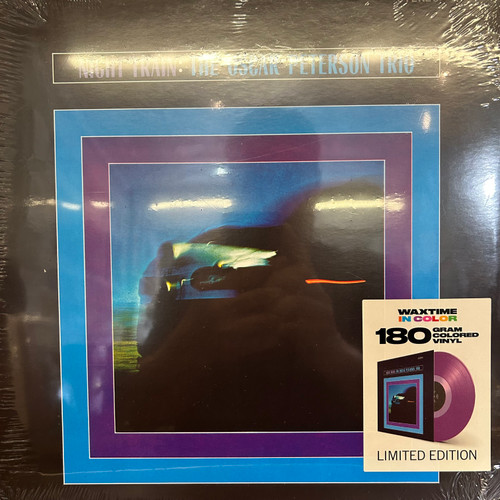 NIGHT TRAIN: THE OSCAR PETERSON TRIO
WAXTIME
IN COLOR
180 GRAM
COLORED
VINYL
LIMITED EDITION